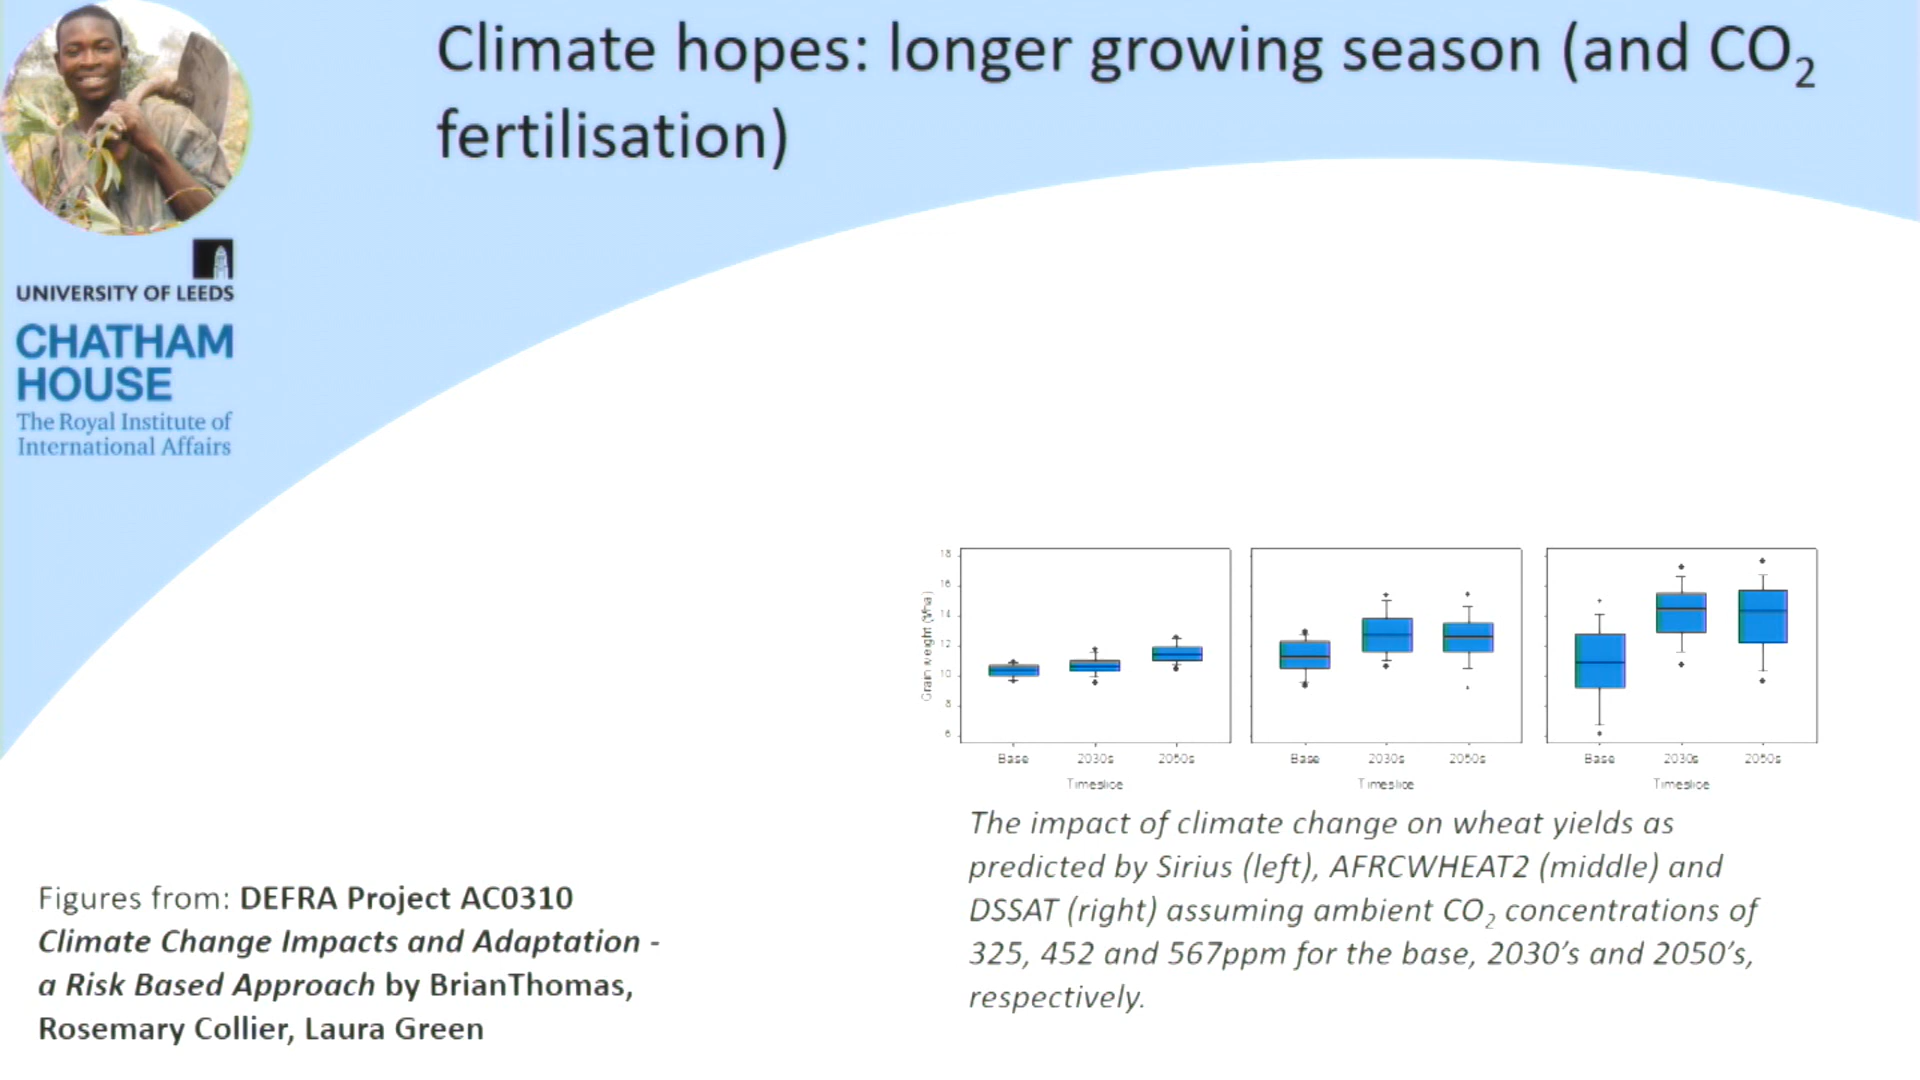 Climate hopes: longer growing season (and CO2
fertilisation)
UNIVERSITY OF LEEDS
CHATHAM
HOUSE
The Royal Institute of
International Affairs
Grain weight (t/ha)
18
16
14
12
10
8
6
Base 2030s 2050s
Timeslice
Base 2030s 2050s
Timeslice
Base 2030s 2050s
Timeslice
The impact of climate change on wheat yields as
predicted by Sirius (left), AFRCWHEAT2 (middle) and
DSSAT (right) assuming ambient CO2 concentrations of
325, 452 and 567ppm for the base, 2030's and 2050's,
respectively.
Figures from: DEFRA Project AC0310
Climate Change Impacts and Adaptation -
a Risk Based Approach by BrianThomas,
Rosemary Collier, Laura Green